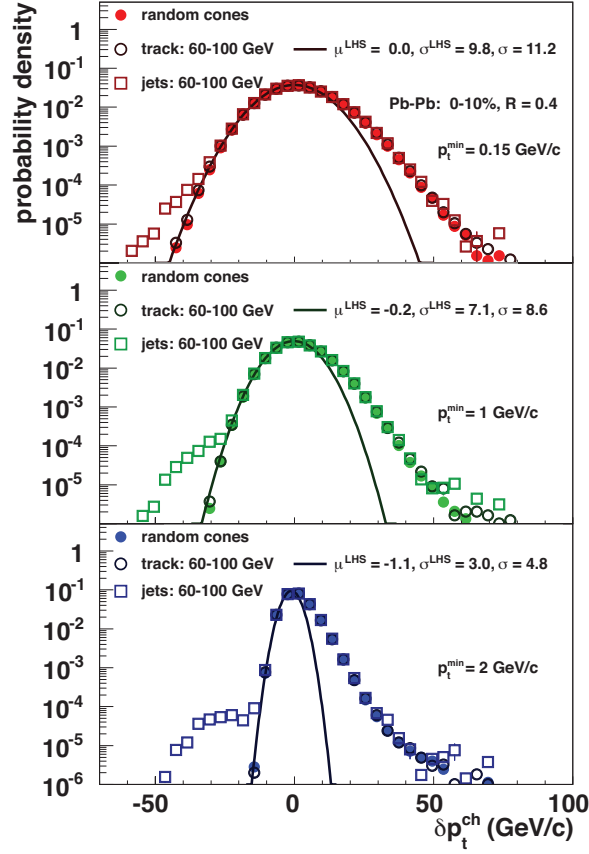 probability density
random cones
track: 60-100 GeV
μ^LHS = 0.0, σ^LHS = 9.8, σ = 11.2
jets: 60-100 GeV
Pb-Pb: 0-10%, R = 0.4
p_t^min = 0.15 GeV/c
1
10^-1
10^-2
10^-3
10^-4
10^-5
random cones
track: 60-100 GeV
μ^LHS = -0.2, σ^LHS = 7.1, σ = 8.6
jets: 60-100 GeV
p_t^min = 1 GeV/c
1
10^-1
10^-2
10^-3
10^-4
10^-5
random cones
track: 60-100 GeV
μ^LHS = -1.1, σ^LHS = 3.0, σ = 4.8
jets: 60-100 GeV
p_t^min = 2 GeV/c
1
10^-1
10^-2
10^-3
10^-4
10^-5
10^-6
-50 0 50 100
δp_t^ch (GeV/c)